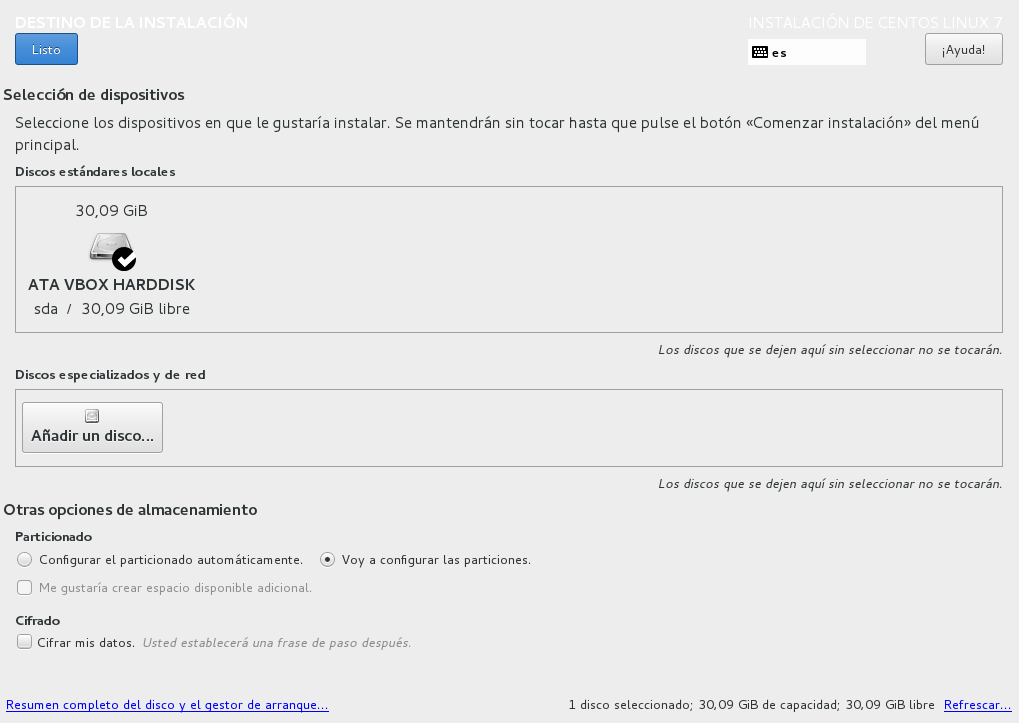 DESTINO DE LA INSTALACIÓN
INSTALACIÓN DE CENTOS LINUX 7
Listo
es
¡Ayuda!
Selección de dispositivos
Seleccione los dispositivos en que le gustaría instalar. Se mantendrán sin tocar hasta que pulse el botón «Comenzar instalación» del menú
principal.
Discos estándares locales
30,09 GiB
ATA VBOX HARDDISK
sda / 30,09 GiB libre
Los discos que se dejen aquí sin seleccionar no se tocarán.
Discos especializados y de red
Añadir un disco...
Los discos que se dejen aquí sin seleccionar no se tocarán.
Otras opciones de almacenamiento
Particionado
Configurar el particionado automáticamente. Voy a configurar las particiones.
Me gustaría crear espacio disponible adicional.
Cifrado
Cifrar mis datos. Usted establecerá una frase de paso después.
Resumen completo del disco y el gestor de arranque...
1 disco seleccionado; 30,09 GiB de capacidad; 30,09 GiB libre Refrescar...